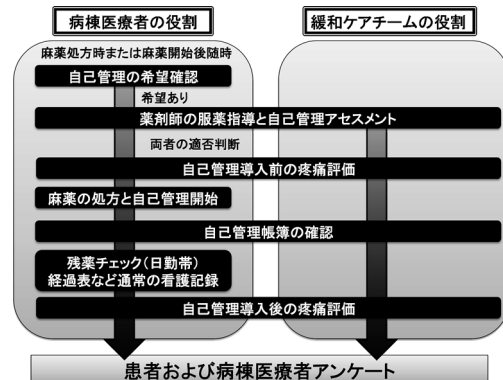 病棟医療者の役割
緩和ケアチームの役割
麻薬処方時または麻薬開始後随時
自己管理の希望確認
希望あり
薬剤師の服薬指導と自己管理アセスメント
両者の適否判断
自己管理導入前の疼痛評価
麻薬の処方と自己管理開始
自己管理帳簿の確認
残薬チェック(日勤帯)
経過表など通常の看護記録
自己管理導入後の疼痛評価
患者および病棟医療者アンケート